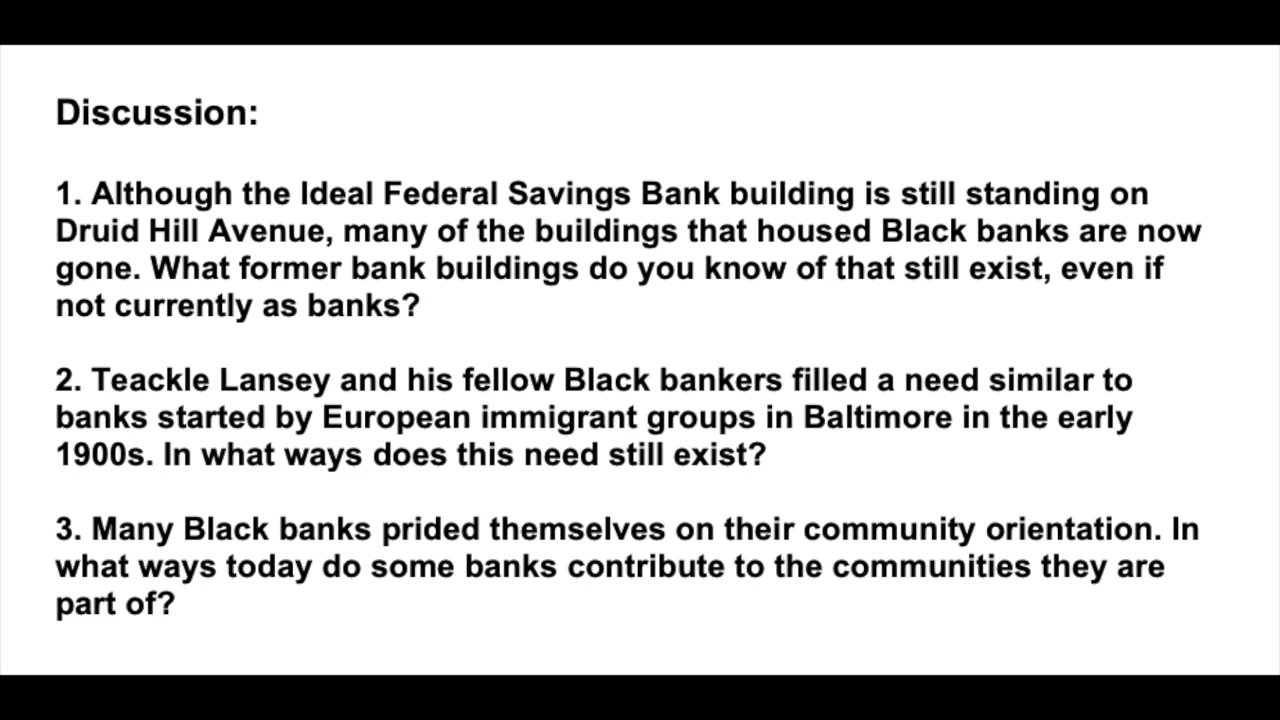 Discussion:
1. Although the Ideal Federal Savings Bank building is still standing on
Druid Hill Avenue, many of the buildings that housed Black banks are now
gone. What former bank buildings do you know of that still exist, even if
not currently as banks?
2. Teackle Lansey and his fellow Black bankers filled a need similar to
banks started by European immigrant groups in Baltimore in the early
1900s. In what ways does this need still exist?
3. Many Black banks prided themselves on their community orientation. In
what ways today do some banks contribute to the communities they are
part of?